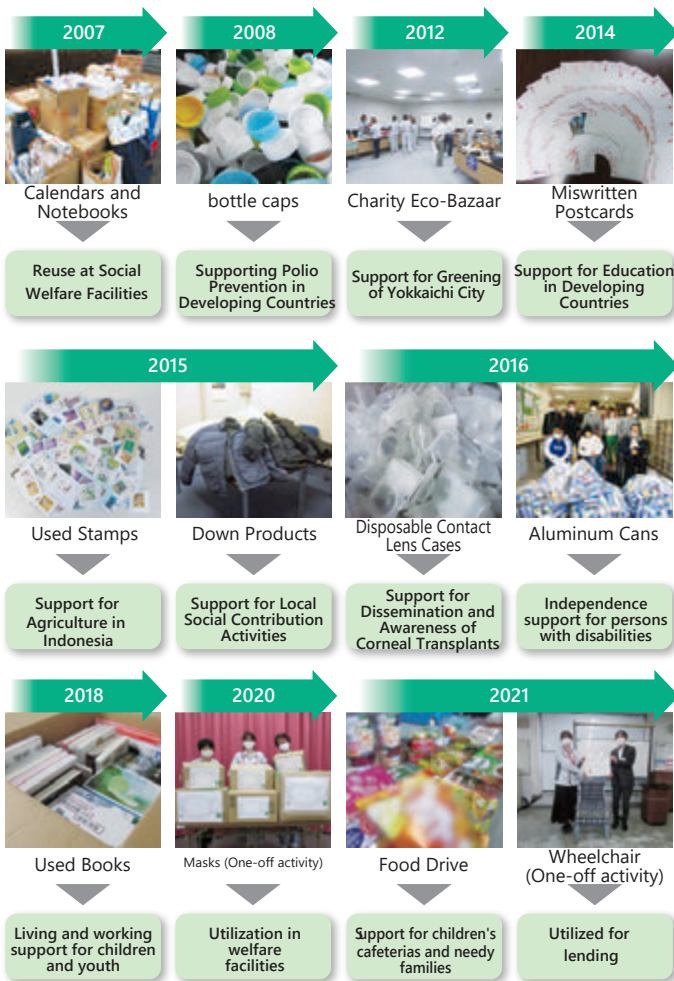 2007
2008
2012
2014
Calendars and
Notebooks
bottle caps
Charity Eco-Bazaar
Miswritten
Postcards
Reuse at Social
Welfare Facilities
Supporting Polio
Prevention in
Developing Countries
Support for Greening
of Yokkaichi City
Support for Education
in Developing
Countries
2015
2016
Used Stamps
Down Products
Disposable Contact
Lens Cases
Aluminum Cans
Support for
Agriculture in
Indonesia
Support for Local
Social Contribution
Activities
Support for
Dissemination and
Awareness of
Corneal Transplants
Independence
support for persons
with disabilities
2018
2020
2021
Used Books
Masks (One-off activity)
Food Drive
Wheelchair
(One-off activity)
Living and working
support for children
and youth
Utilization in
welfare
facilities
Support for children's
cafeterias and needy
families
Utilized for
lending